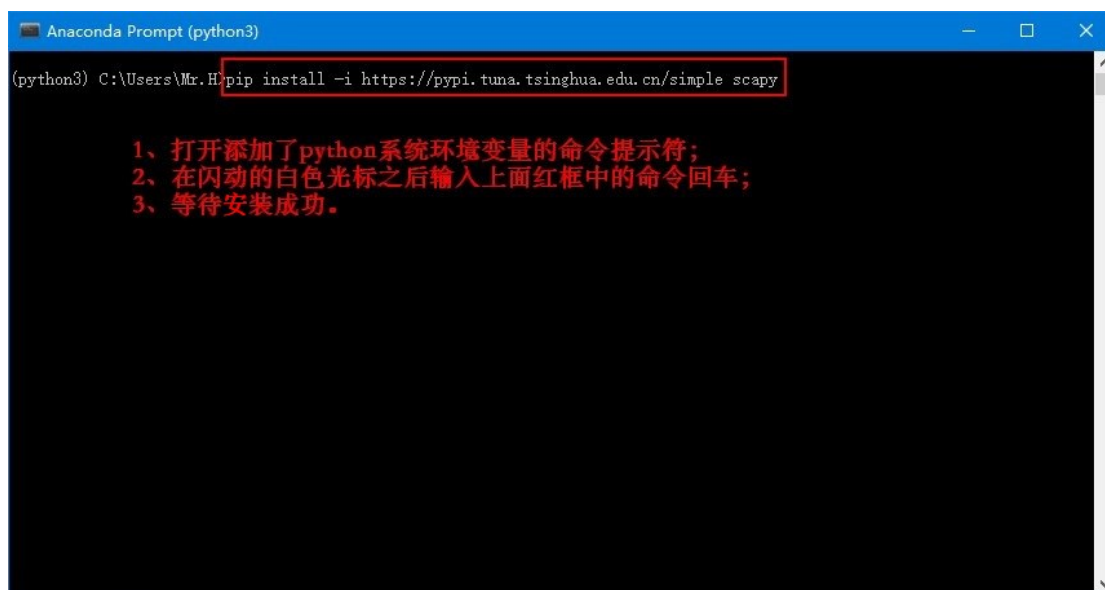 Anaconda Prompt (python3)
(python3) C:\Users\Mr.H>pip install -i https://pypi.tuna.tsinghua.edu.cn/simple scapy
1、打开添加了python系统环境变量的命令提示符;
2、在闪动的白色光标之后输入上面红框中的命令回车;
3、等待安装成功。